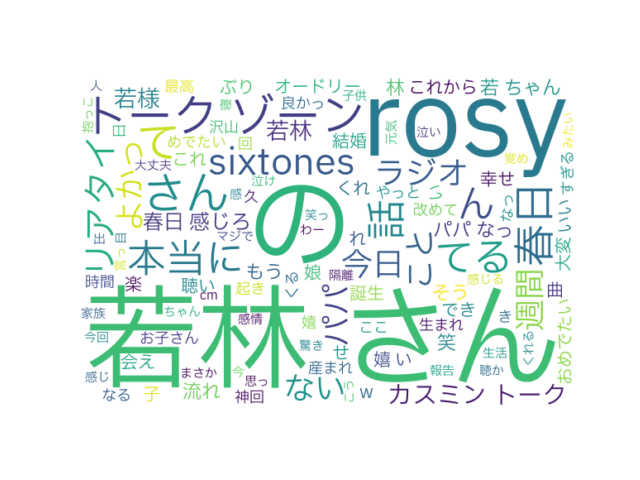 人
最高
ぶり
オードリー
林
これから
若 ちゃん
抱っこ
若様
トーク ゾーン
良かっ
子供
rosy
元気
泣い
みたい
日
沢山
若林
結婚
覚め
すぎる
めでたい
回
て
リアタイ
よかっ
大丈夫
これ
sixtones
ラジオ
幸せ
いい
さん
感
久
泣け
くれ
やっと
ん
春日
大変
春日 感じろ
の
笑っ
話
改めて
なっ
出
言っ
目
マジで
わー
れ
パパ なっ
本当に
もう
今日
とこ
てる
聴い
娘
隔離
誕生
そう
感じる
週間
曲
時間
楽
起き
くる
パパ
でき
おめでたい
ちゃん
cm
家族
若林 さん
感情
嬉
ここ
生まれ
き
くれる
今回
お子さん
驚き
せ
嬉 い
笑
会え
産まれ
生活
感じ
まさか
今
思っ
ない
報告
聴か
なる
子
流れ
神回
w
カスミン トーク